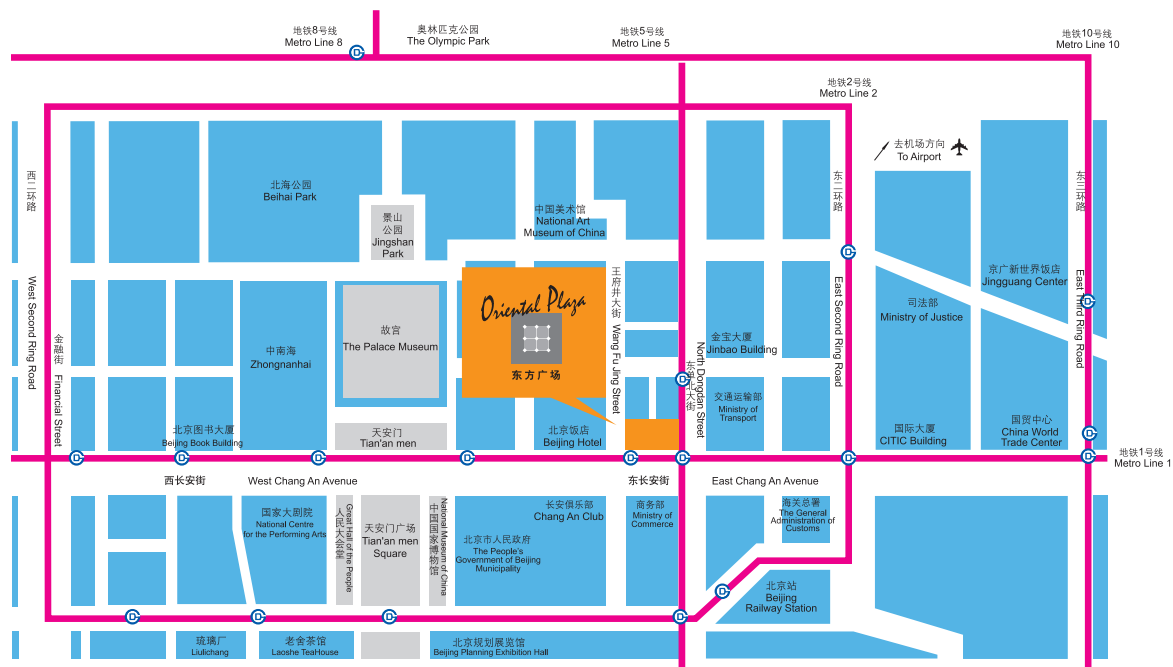 地铁8号线
Metro Line 8
奥林匹克公园
The Olympic Park
地铁5号线
Metro Line 5
地铁10号线
Metro Line 10
地铁2号线
Metro Line 2
去机场方向
To Airport
西二环路
West Second Ring Road
北海公园
Beihai Park
景山
公园
Jingshan
Park
中国美术馆
National Art
Museum of China
东二环路
East Second Ring Road
东三环路
East Third Ring Road
京广新世界饭店
Jingguang Center
司法部
Ministry of Justice
金融街 Financial Street
中南海
Zhongnanhai
故宫
The Palace Museum
Oriental Plaza
东方广场
王府井大街 Wang Fu Jing Street
东单北大街
North Dongdan Street
金宝大厦
Jinbao Building
交通运输部
Ministry of
Transport
北京图书大厦
Beijing Book Building
天安门
Tian'an men
北京饭店
Beijing Hotel
国际大厦
CITIC Building
国贸中心
China World
Trade Center
地铁1号线
Metro Line 1
西长安街
West Chang An Avenue
东长安街
East Chang An Avenue
国家大剧院
National Centre
for the Performing Arts
Great Hall of the People
人民大会堂
天安门广场
Tian'an men
Square
National Museum of China
中国国家博物馆
长安俱乐部
Chang An Club
北京市人民政府
The People's
Government of Beijing
Municipality
商务部
Ministry of
Commerce
海关总署
The General
Administration of
Customs
北京站
Beijing
Railway Station
琉璃厂
Liulichang
老舍茶馆
Laoshe TeaHouse
北京规划展览馆
Beijing Planning Exhibition Hall